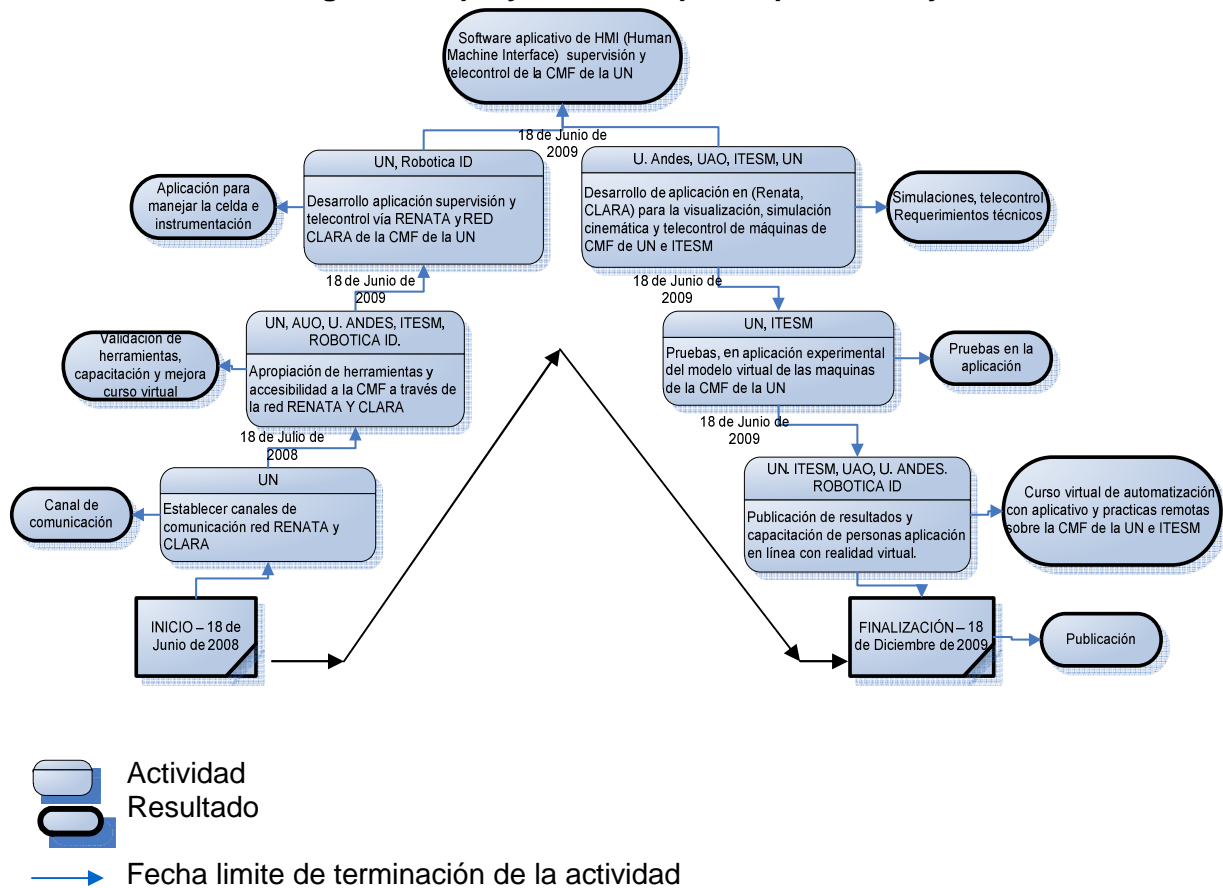 Software aplicativo de HMI (Human
Machine Interface) supervisión y
telecontrol de la CMF de la UN
18 de Junio de
2009
UN, Robotica ID
Desarrollo aplicación supervisión y
telecontrol vía RENATA y RED
CLARA de la CMF de la UN
Aplicación para
manejar la celda e
instrumentación
U. Andes, UAO, ITESM, UN
Desarrollo de aplicación en (Renata,
CLARA) para la visualización, simulación
cinemática y telecontrol de máquinas de
CMF de UN e ITESM
Simulaciones, telecontrol
Requerimientos técnicos
18 de Junio de
2009
18 de Junio de
2009
UN, AUO, U. ANDES, ITESM,
ROBOTICA ID.
Apropiación de herramientas y
accesibilidad a la CMF a través de
la red RENATA Y CLARA
Validación de
herramientas,
capacitación y mejora
curso virtual
UN, ITESM
Pruebas, en aplicación experimental
del modelo virtual de las maquinas
de la CMF de la UN
Pruebas en la
aplicación
18 de Julio de
2008
18 de Junio de
2009
UN
Establecer canales de
comunicación red RENATA y
CLARA
Canal de
comunicación
UN. ITESM, UAO, U. ANDES.
ROBOTICA ID
Publicación de resultados y
capacitación de personas aplicación
en línea con realidad virtual.
Curso virtual de automatización
con aplicativo y practicas remotas
sobre la CMF de la UN e ITESM
INICIO – 18 de
Junio de 2008
FINALIZACIÓN – 18
de Diciembre de 2009
Publicación
Actividad
Resultado
Fecha limite de terminación de la actividad